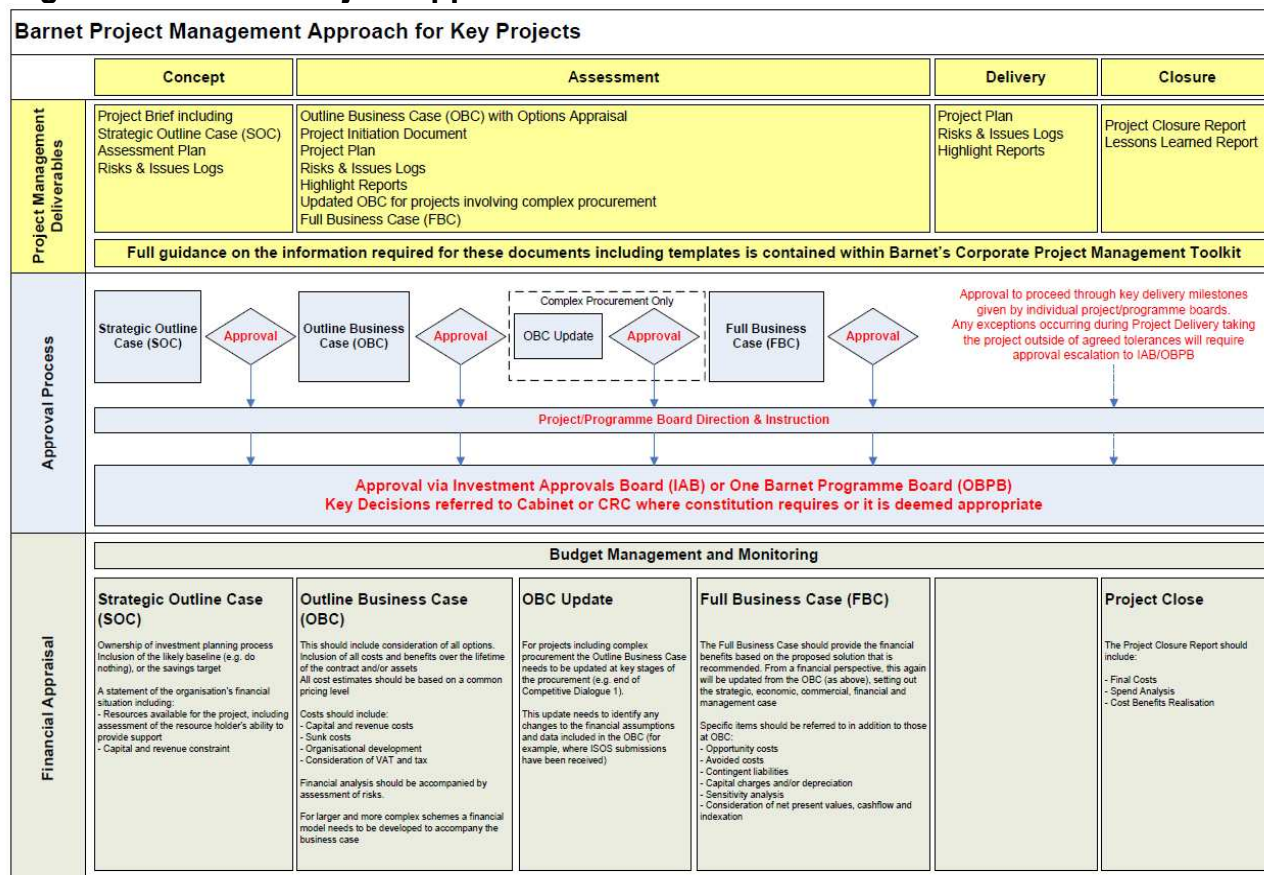 Barnet Project Management Approach for Key Projects
Concept
Assessment
Delivery
Closure
Project Management
Deliverables
Project Brief including
Strategic Outline Case (SOC)
Assessment Plan
Risks & Issues Logs
Outline Business Case (OBC) with Options Appraisal
Project Initiation Document
Project Plan
Risks & Issues Logs
Highlight Reports
Updated OBC for projects involving complex procurement
Full Business Case (FBC)
Project Plan
Risks & Issues Logs
Highlight Reports
Project Closure Report
Lessons Learned Report
Full guidance on the information required for these documents including templates is contained within Barnet's Corporate Project Management Toolkit
Approval Process
Strategic Outline
Case (SOC)
Approval
Outline Business
Case (OBC)
Approval
Complex Procurement Only
OBC Update
Approval
Full Business
Case (FBC)
Approval
Approval to proceed through key delivery milestones
given by individual project/programme boards.
Any exceptions occurring during Project Delivery taking
the project outside of agreed tolerances will require
approval escalation to IAB/OBPB
Project/Programme Board Direction & Instruction
Approval via Investment Approvals Board (IAB) or One Barnet Programme Board (OBPB)
Key Decisions referred to Cabinet or CRC where constitution requires or it is deemed appropriate
Financial Appraisal
Budget Management and Monitoring
Strategic Outline Case
(SOC)
Ownership of investment planning process
Inclusion of the likely baseline (e.g. do
nothing), or the savings target
A statement of the organisation's financial
situation including:
- Resources available for the project, including
assessment of the resource holder's ability to
provide support
- Capital and revenue constraint
Outline Business Case
(OBC)
This should include consideration of all options.
Inclusion of all costs and benefits over the lifetime
of the contract and/or assets
All cost estimates should be based on a common
pricing level
Costs should include:
- Capital and revenue costs
- Sunk costs
- Organisational development
- Consideration of VAT and tax
Financial analysis should be accompanied by
assessment of risks.
For larger and more complex schemes a financial
model needs to be developed to accompany the
business case
OBC Update
For projects including complex
procurement the Outline Business Case
needs to be updated at key stages of
the procurement (e.g. end of
Competitive Dialogue 1).
This update needs to identify any
changes to the financial assumptions
and data included in the OBC (for
example, where ISOS submissions
have been received)
Full Business Case (FBC)
The Full Business Case should provide the financial
benefits based on the proposed solution that is
recommended. From a financial perspective, this again
will be updated from the OBC (as above), setting out
the strategic, economic, commercial, financial and
management case
Specific items should be referred to in addition to those
at OBC:
- Opportunity costs
- Avoided costs
- Contingent liabilities
- Capital charges and/or depreciation
- Sensitivity analysis
- Consideration of net present values, cashflow and
indexation
Project Close
The Project Closure Report should
include:
- Final Costs
- Spend Analysis
- Cost Benefits Realisation